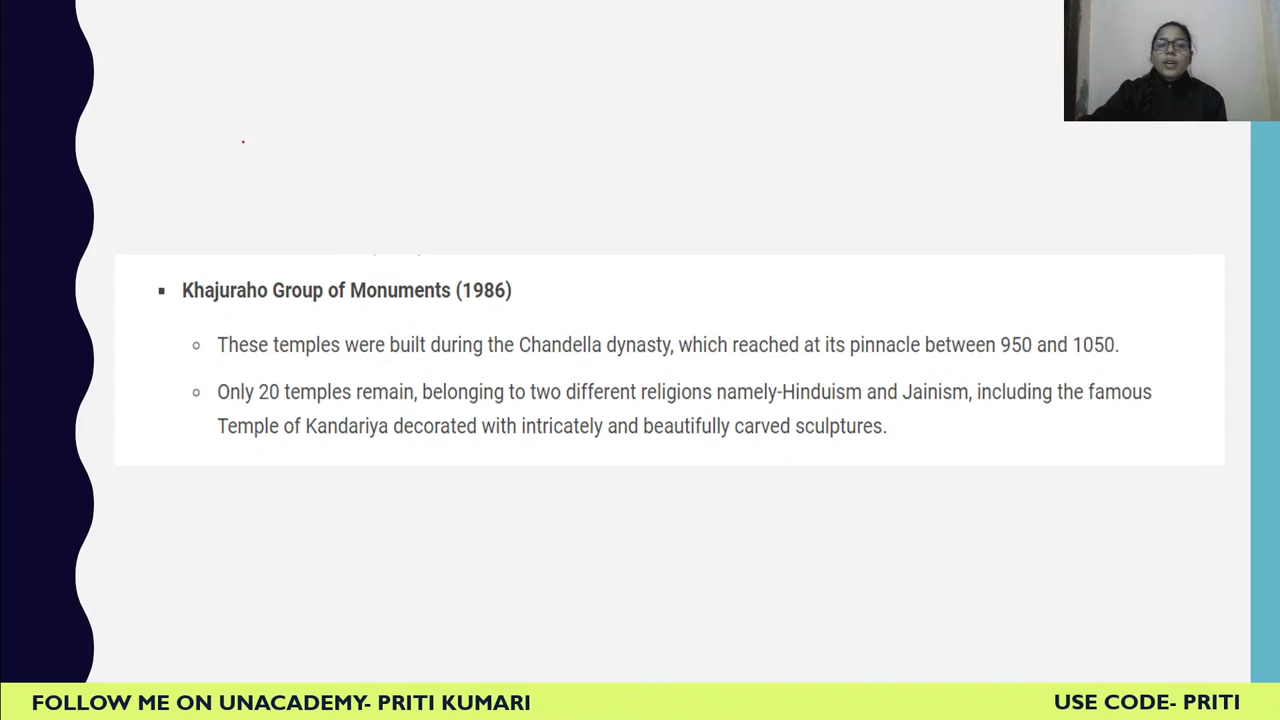 Khajuraho Group of Monuments (1986)
These temples were built during the Chandella dynasty, which reached at its pinnacle between 950 and 1050.
Only 20 temples remain, belonging to two different religions namely-Hinduism and Jainism, including the famous
Temple of Kandariya decorated with intricately and beautifully carved sculptures.
FOLLOW ME ON UNACADEMY- PRITI KUMARI
USE CODE- PRITI